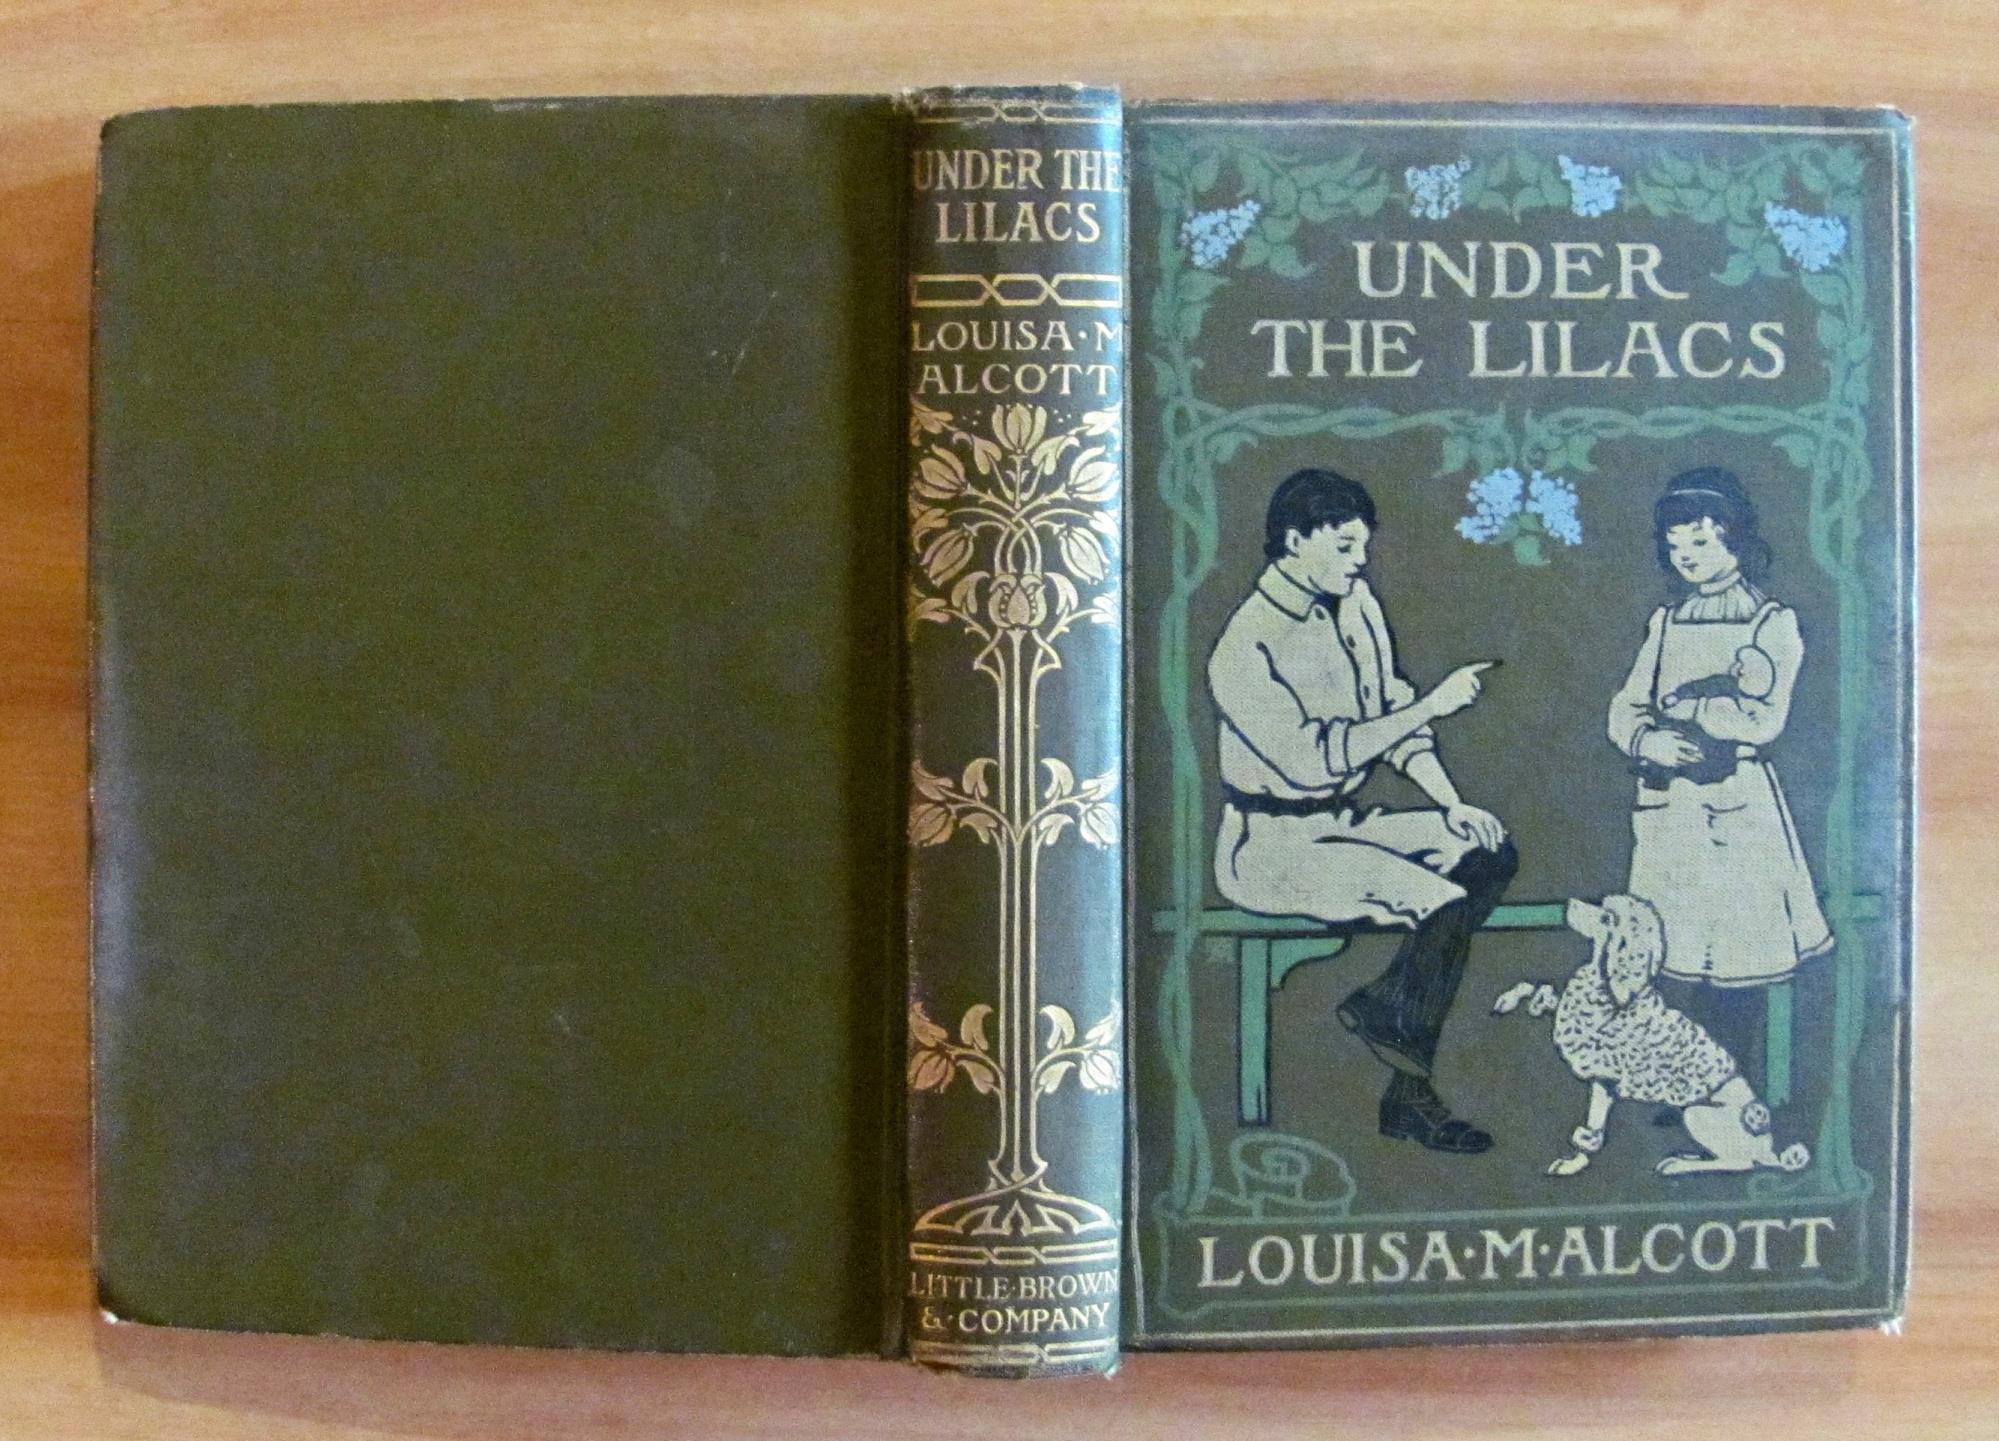 UNDER THE
LILACS
LOUISA·M
ALCOTT
LITTLE·BROWN
&·COMPANY
UNDER
THE LILACS
LOUISA·M·ALCOTT